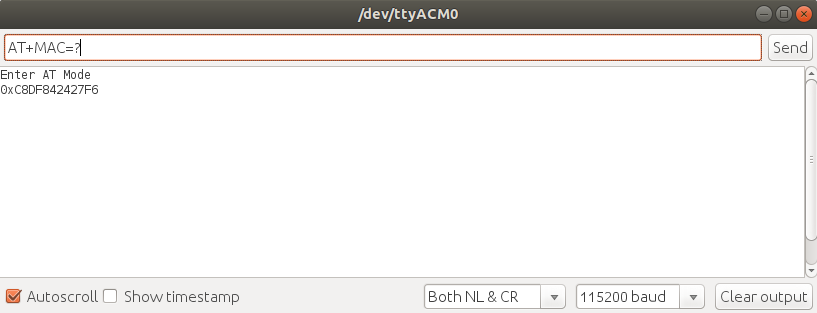 /dev/ttyACM0
AT+MAC=?
Send
Enter AT Mode
0xC8DF842427F6
Autoscroll
Show timestamp
Both NL & CR
115200 baud
Clear output